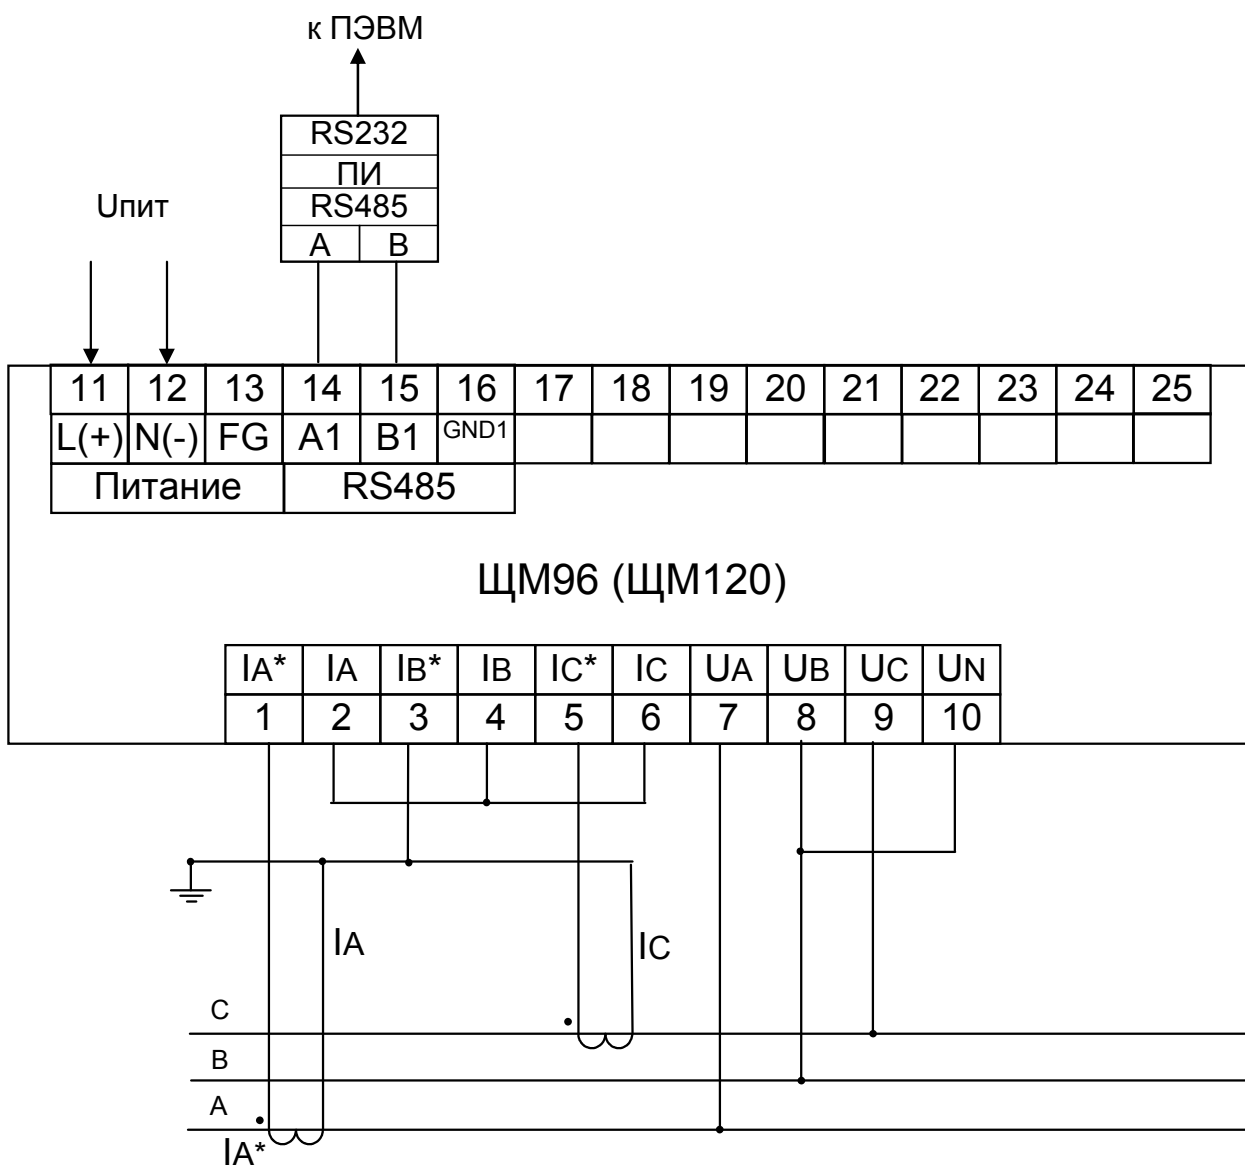 к ПЭВМ
RS232
ПИ
RS485
A B
Uпит
11 12 13 14 15 16 17 18 19 20 21 22 23 24 25
L(+) N(-) FG A1 B1 GND1
Питание RS485
ЩМ96 (ЩМ120)
IA* IA IB* IB IC* IC UA UB UC UN
1 2 3 4 5 6 7 8 9 10
IA IC
C
B
A
IA*